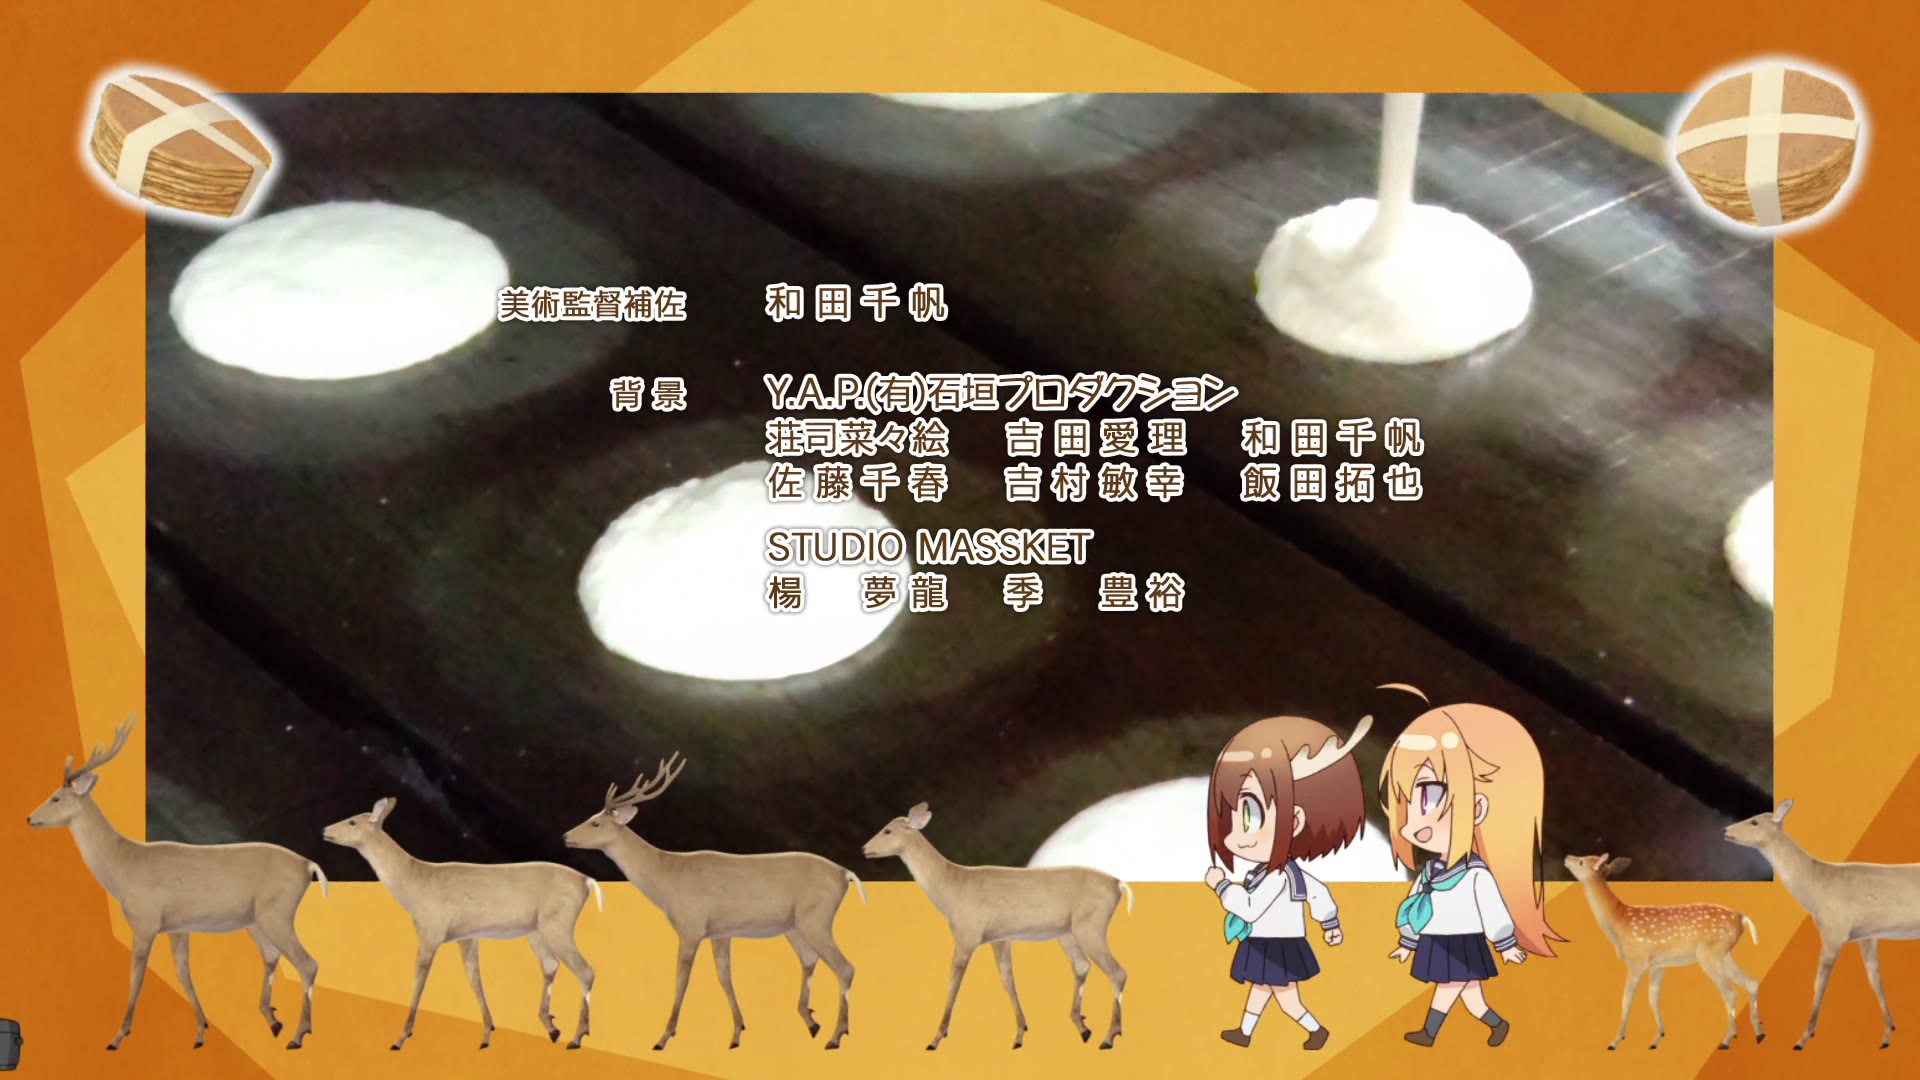 美術監督補佐 和田千帆
背景 Y.A.P.(有)石垣プロダクション
荘司菜々絵 吉田愛理 和田千帆
佐藤千春 吉村敏幸 飯田拓也
STUDIO MASSKET
楊 夢龍 季 豊裕